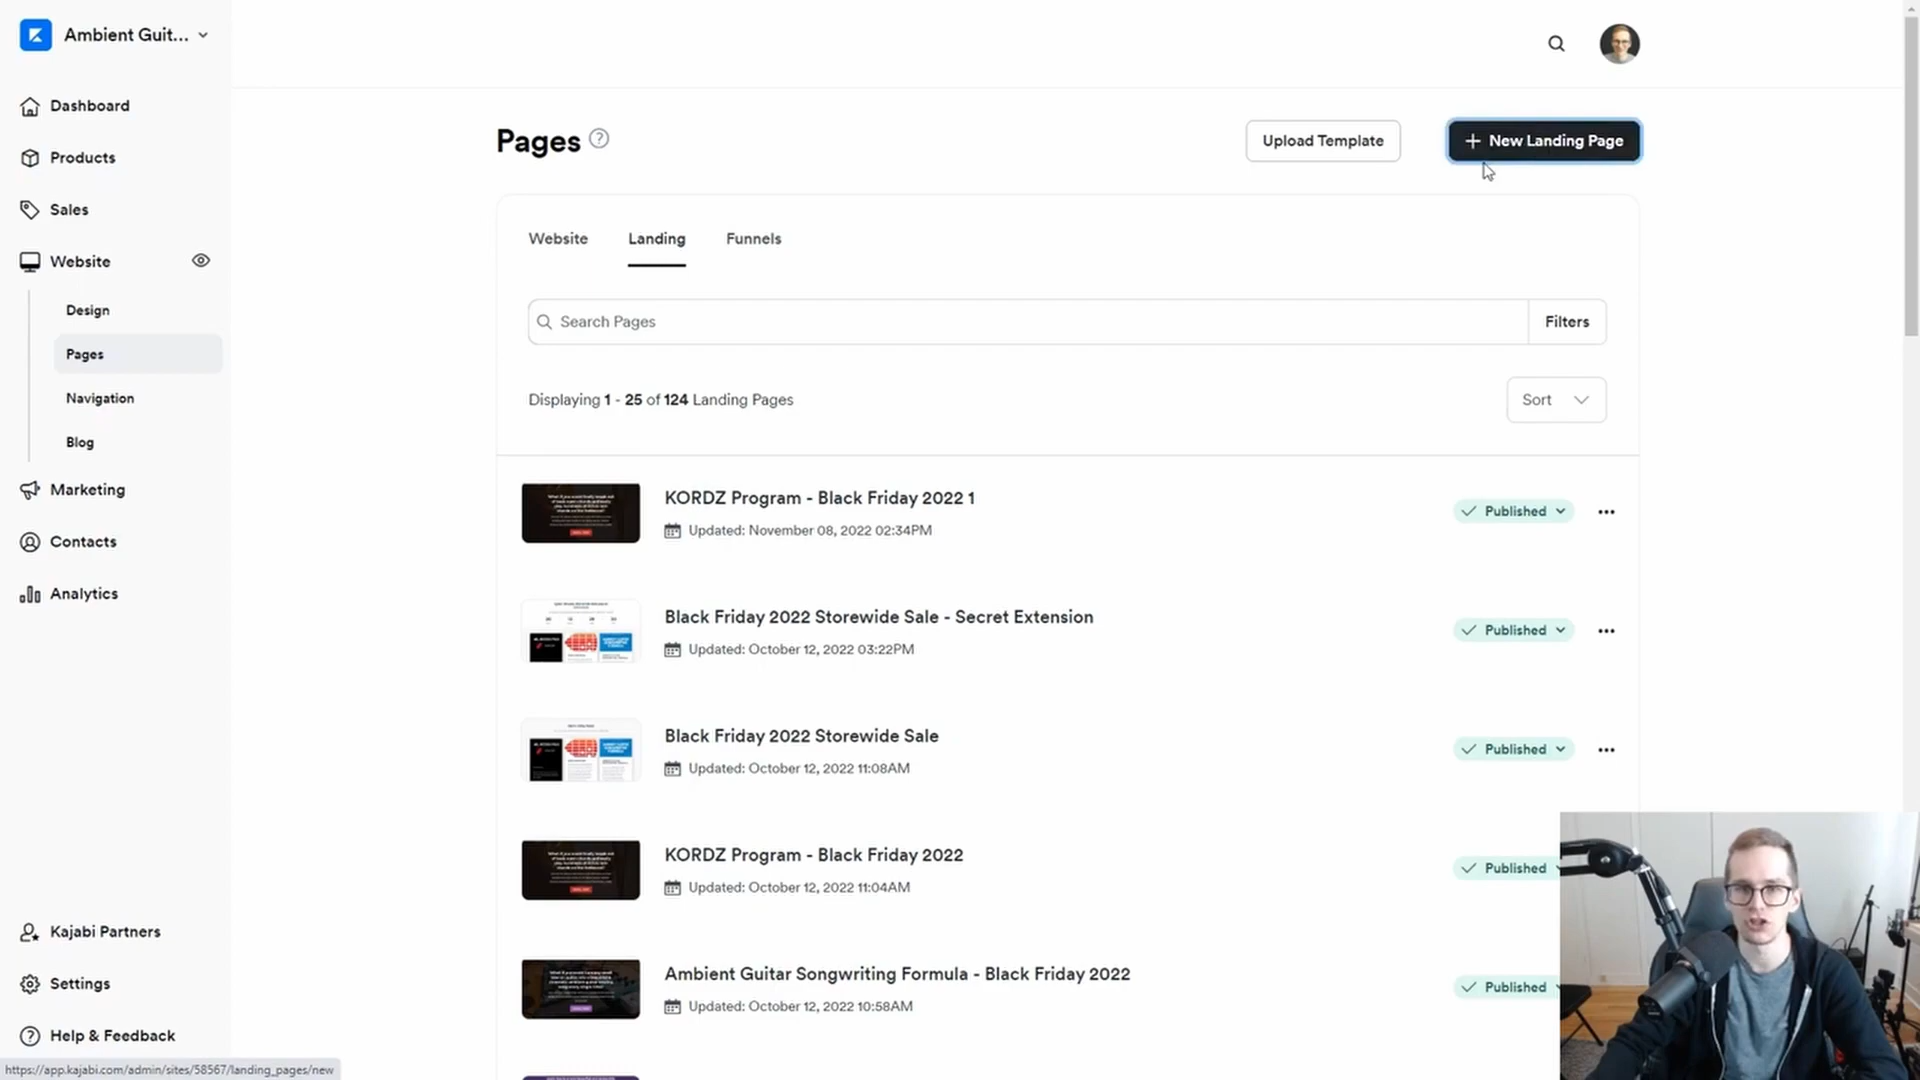 Ambient Guit...
Dashboard
Products
Sales
Website
Design
Pages
Navigation
Blog
Marketing
Contacts
Analytics
Kajabi Partners
Settings
Help & Feedback
https://app.kajabi.com/admin/sites/58567/landing_pages/new
Pages
Upload Template
New Landing Page
Website
Landing
Funnels
Search Pages
Filters
Displaying 1 - 25 of 124 Landing Pages
Sort
KORDZ Program - Black Friday 2022 1
Updated: November 08, 2022 02:34PM
Published
Black Friday 2022 Storewide Sale - Secret Extension
Updated: October 12, 2022 03:22PM
Published
Black Friday 2022 Storewide Sale
Updated: October 12, 2022 11:08AM
Published
KORDZ Program - Black Friday 2022
Updated: October 12, 2022 11:04AM
Published
Ambient Guitar Songwriting Formula - Black Friday 2022
Updated: October 12, 2022 10:58AM
Published